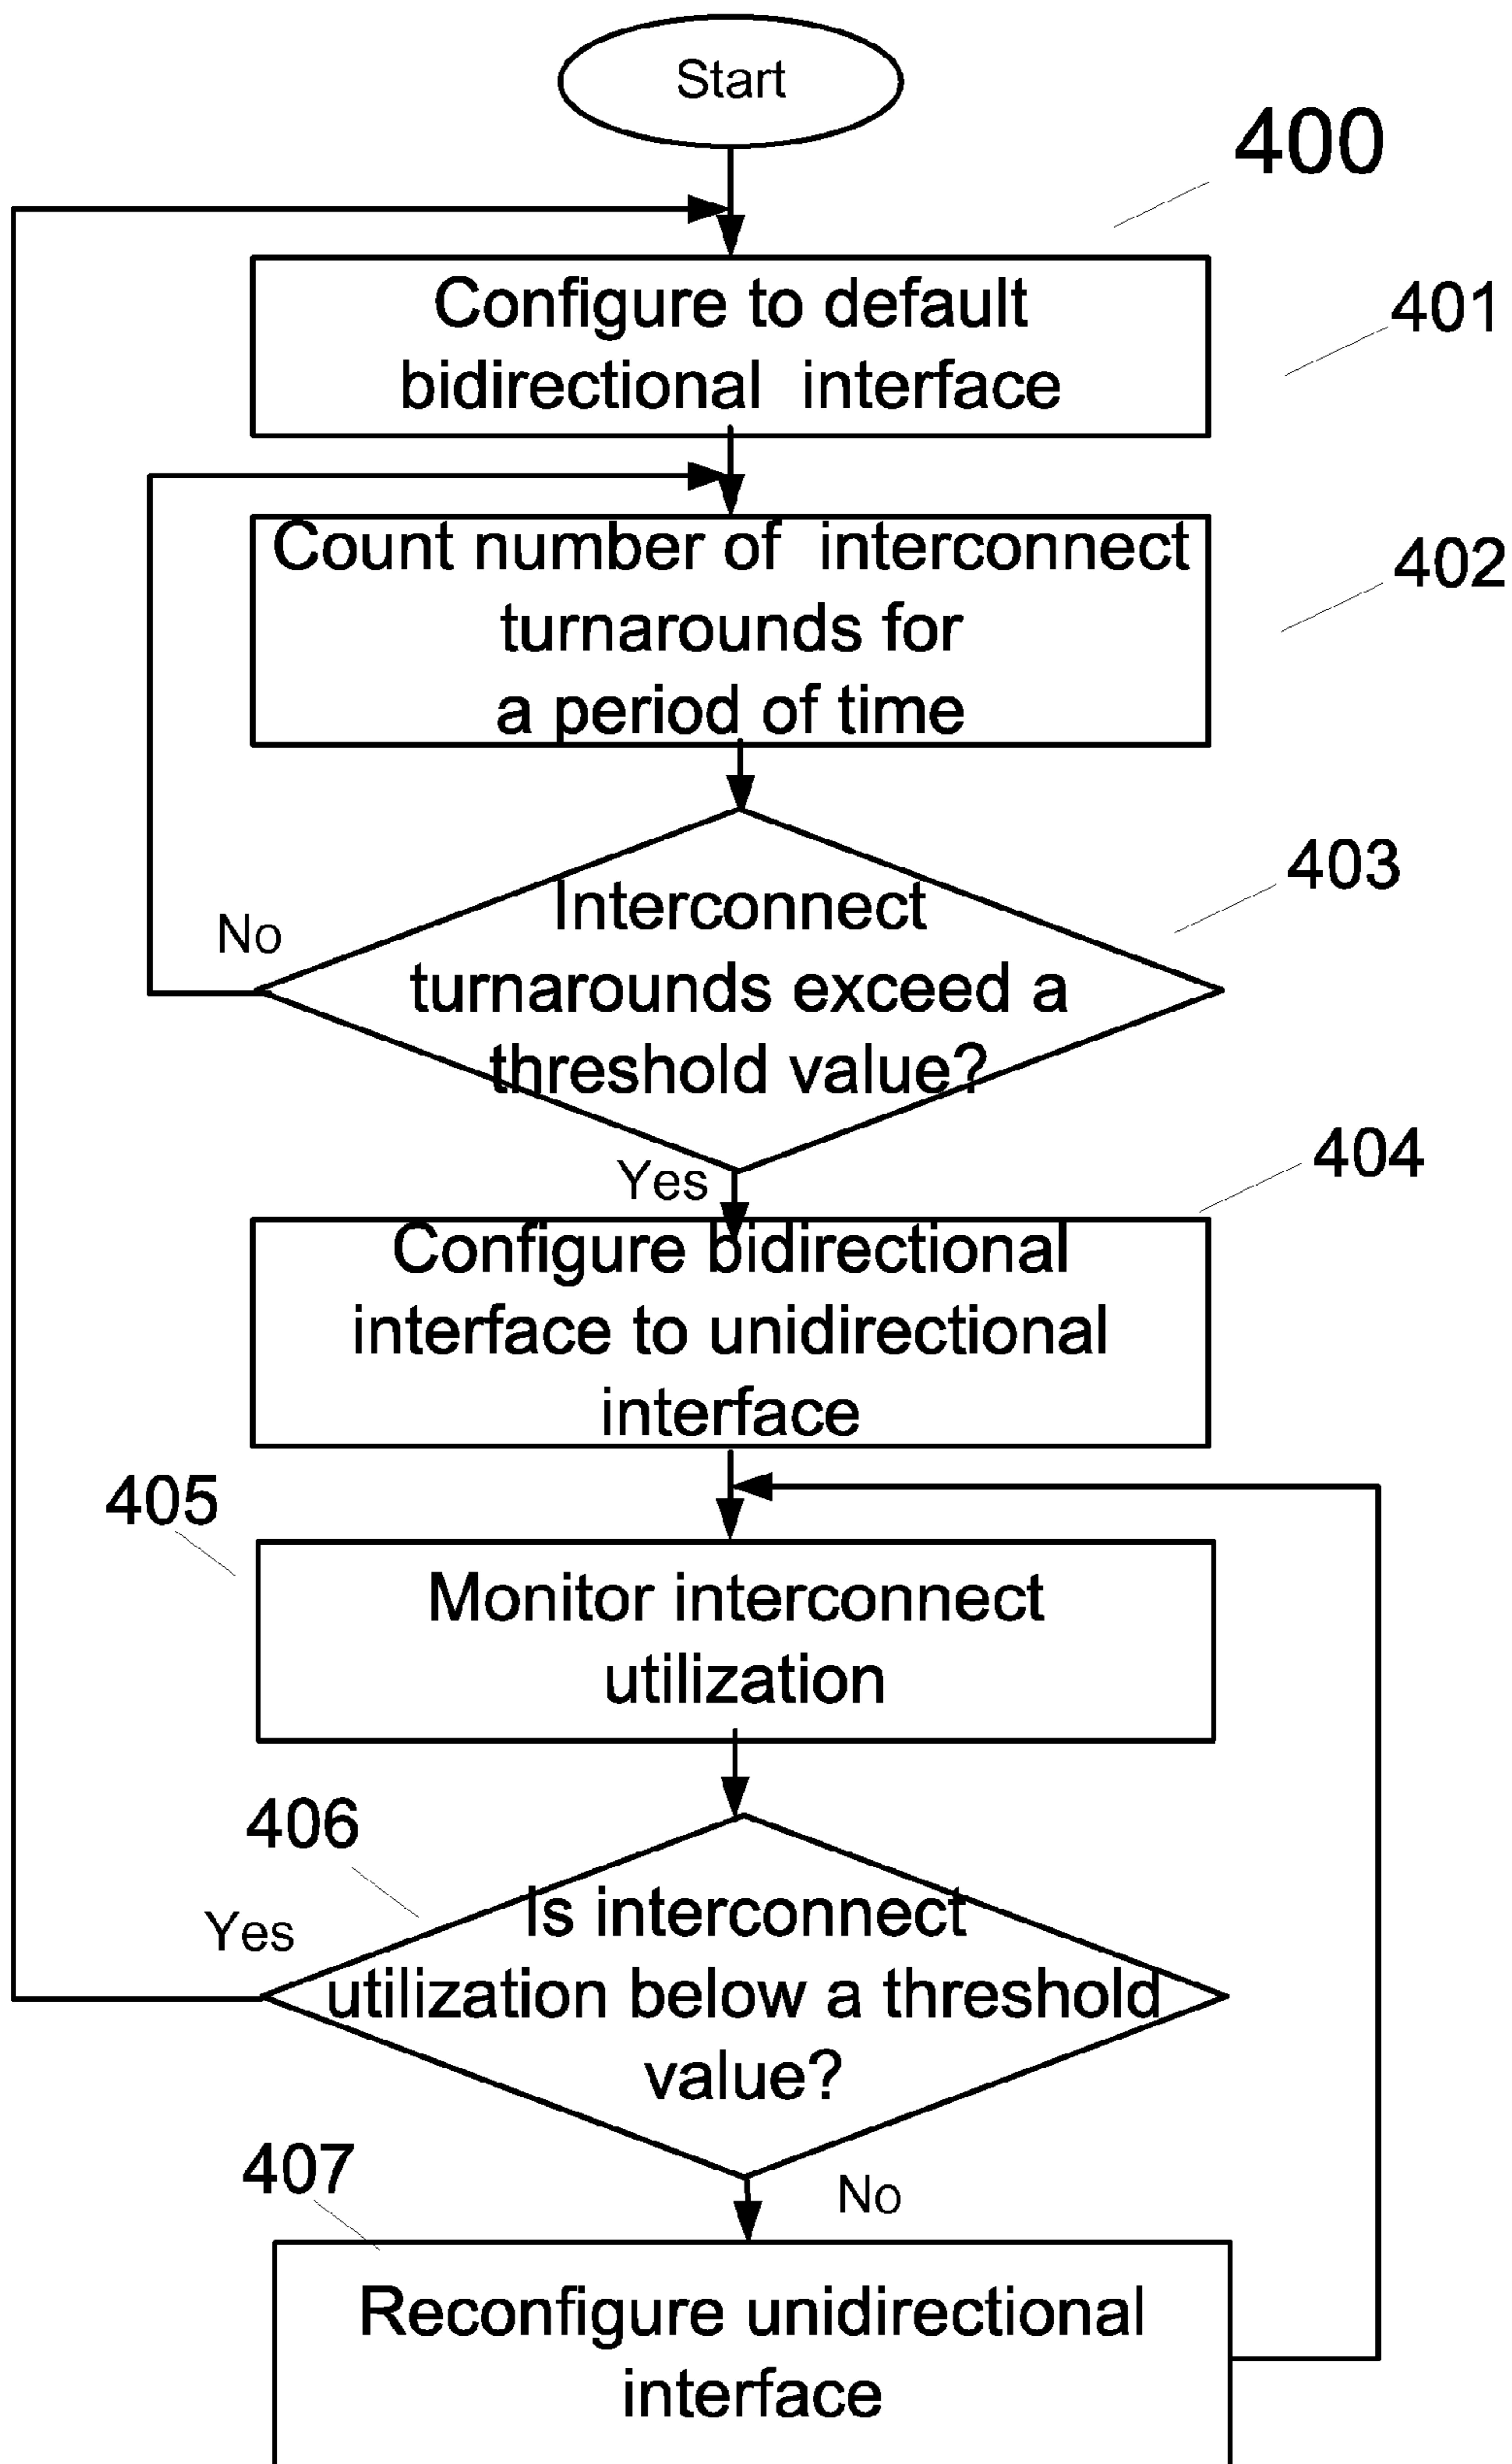 Start
400
Configure to default
bidirectional interface
401
Count number of interconnect
turnarounds for
a period of time
402
Interconnect
turnarounds exceed a
threshold value?
403
No
Yes
404
Configure bidirectional
interface to unidirectional
interface
405
Monitor interconnect
utilization
406
Yes
Is interconnect
utilization below a threshold
value?
407
No
Reconfigure unidirectional
interface